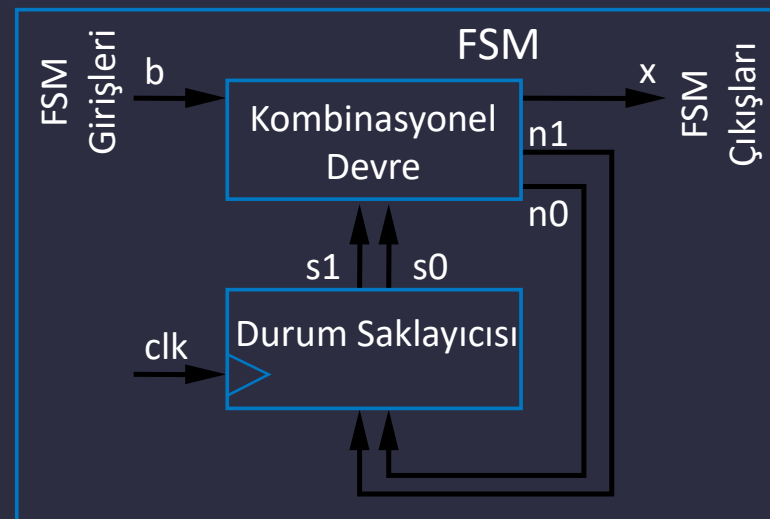 FSM
FSM
Girişleri
b
x
FSM
Çıkışları
Kombinasyonel
Devre
n1
n0
s1
s0
Durum Saklayıcısı
clk